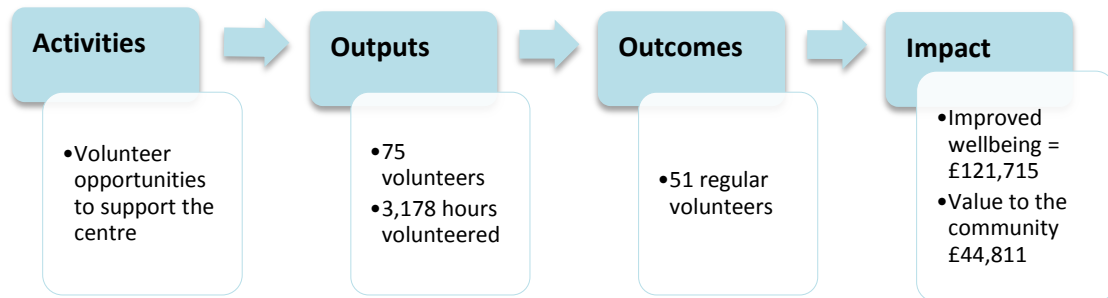 Activities
•Volunteer
opportunities
to support the
centre
Outputs
•75
volunteers
•3,178 hours
volunteered
Outcomes
•51 regular
volunteers
Impact
•Improved
wellbeing =
£121,715
•Value to the
community
£44,811